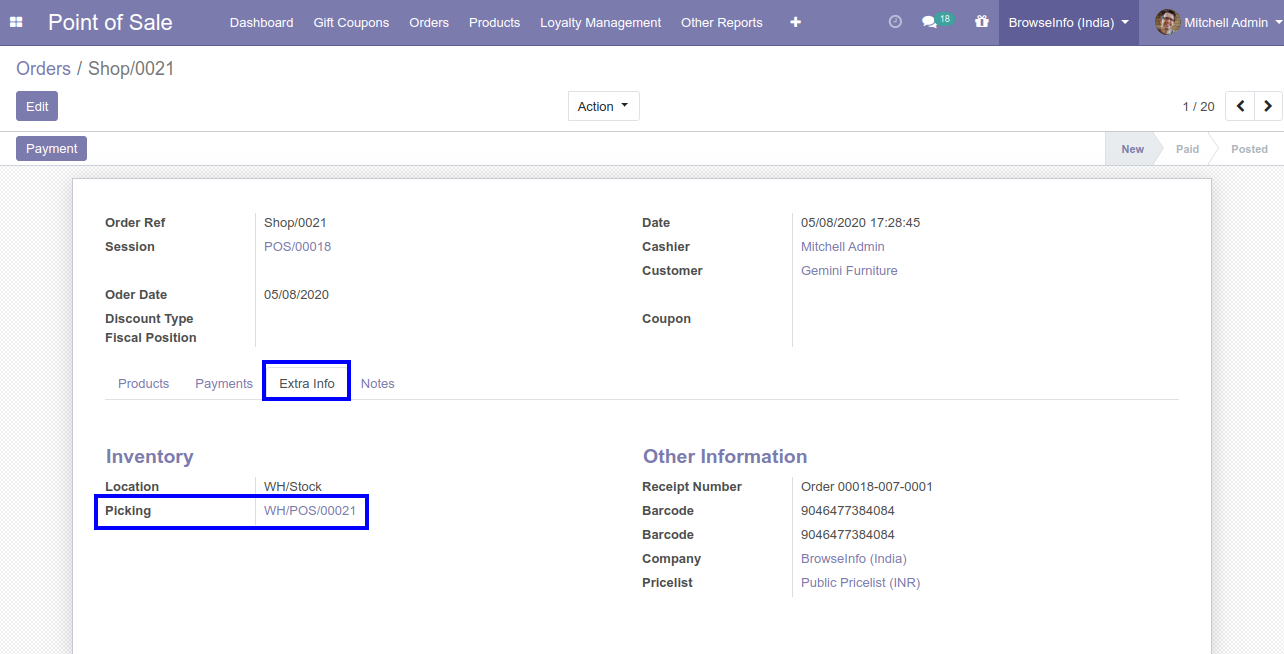 Point of Sale Dashboard Gift Coupons Orders Products Loyalty Management Other Reports 18 BrowseInfo (India) Mitchell Admin
Orders / Shop/0021
Edit Action 1 / 20
Payment New Paid Posted
Order Ref Shop/0021 Date 05/08/2020 17:28:45
Session POS/00018 Cashier Mitchell Admin
Customer Gemini Furniture
Oder Date 05/08/2020
Discount Type Coupon
Fiscal Position
Products Payments Extra Info Notes
Inventory Other Information
Location WH/Stock Receipt Number Order 00018-007-0001
Picking WH/POS/00021 Barcode 9046477384084
Barcode 9046477384084
Company BrowseInfo (India)
Pricelist Public Pricelist (INR)